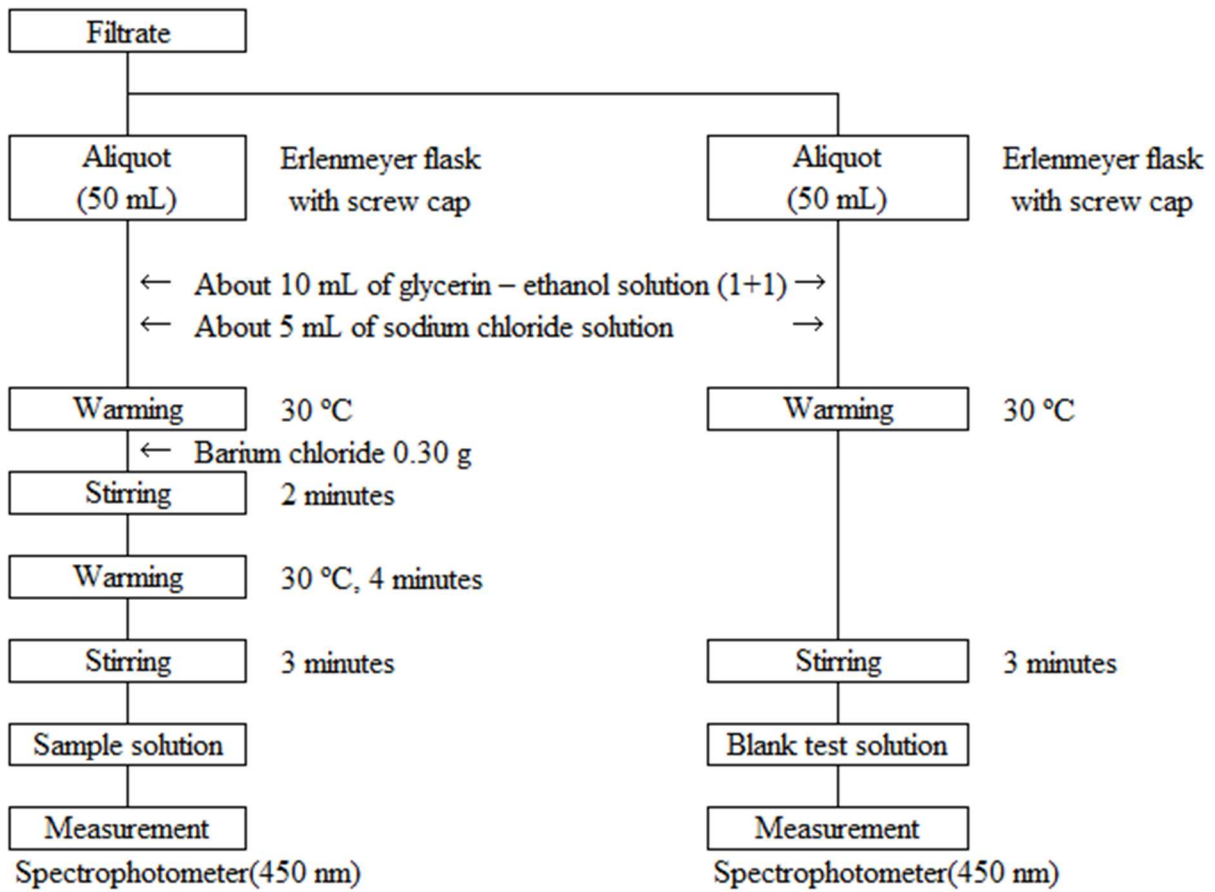 Filtrate
Aliquot
(50 mL)
Erlenmeyer flask
with screw cap
Aliquot
(50 mL)
Erlenmeyer flask
with screw cap
← About 10 mL of glycerin – ethanol solution (1+1) →
← About 5 mL of sodium chloride solution →
Warming 30 °C
Warming 30 °C
← Barium chloride 0.30 g
Stirring 2 minutes
Warming 30 °C, 4 minutes
Stirring 3 minutes
Stirring 3 minutes
Sample solution
Blank test solution
Measurement
Measurement
Spectrophotometer(450 nm)
Spectrophotometer(450 nm)